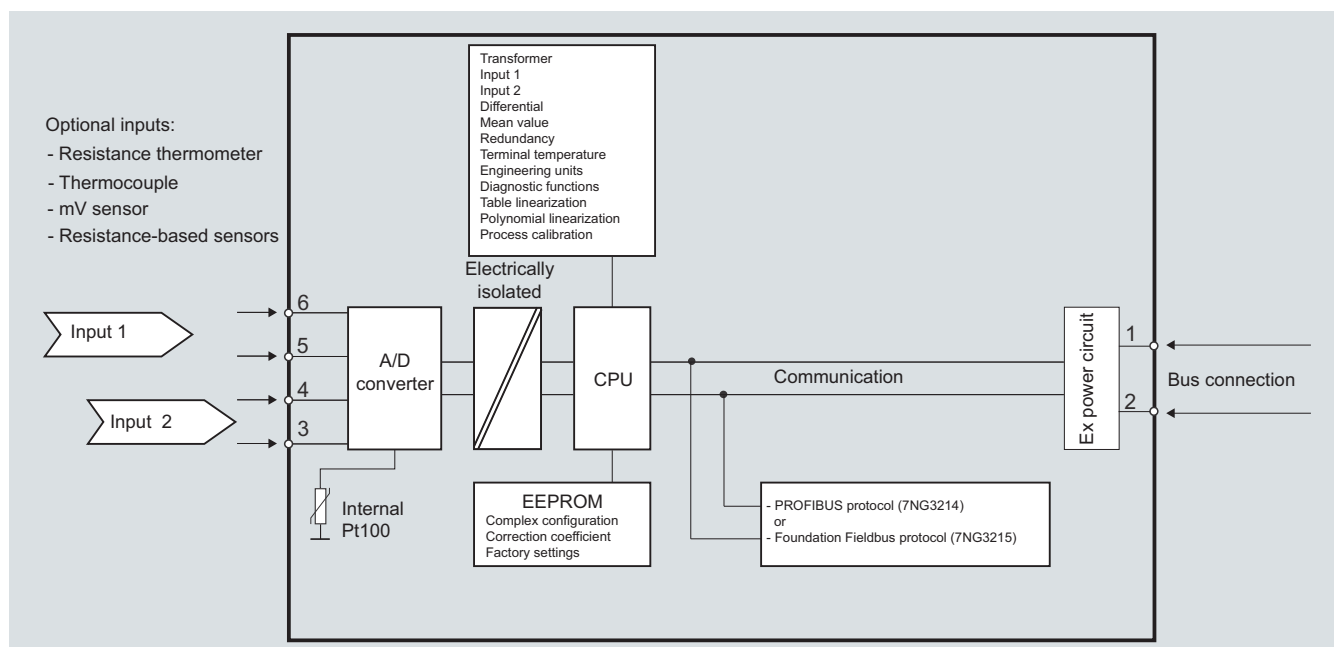 Optional inputs:
- Resistance thermometer
- Thermocouple
- mV sensor
- Resistance-based sensors
Input 1
Input 2
6
5
4
3
A/D
converter
Internal
Pt100
Transformer
Input 1
Input 2
Differential
Mean value
Redundancy
Terminal temperature
Engineering units
Diagnostic functions
Table linearization
Polynomial linearization
Process calibration
Electrically
isolated
CPU
EEPROM
Complex configuration
Correction coefficient
Factory settings
Communication
- PROFIBUS protocol (7NG3214)
or
- Foundation Fieldbus protocol (7NG3215)
Ex power circuit
1
2
Bus connection